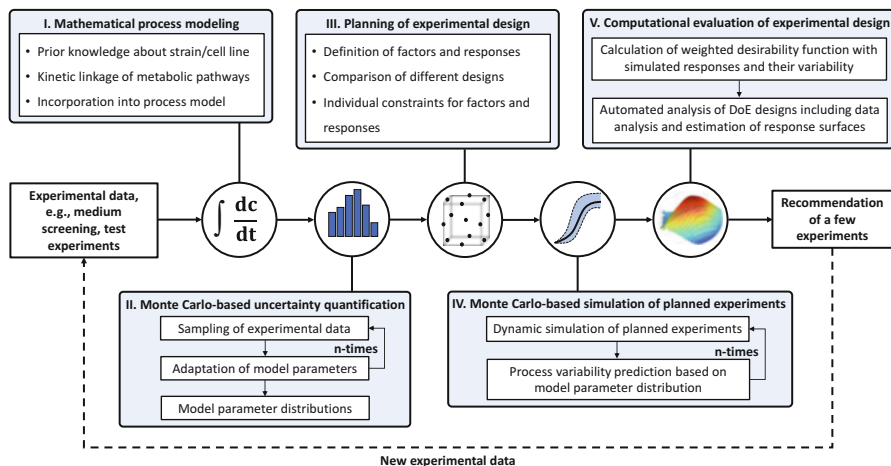 I. Mathematical process modeling
• Prior knowledge about strain/cell line
• Kinetic linkage of metabolic pathways
• Incorporation into process model
III. Planning of experimental design
• Definition of factors and responses
• Comparison of different designs
• Individual constraints for factors and
responses
V. Computational evaluation of experimental design
Calculation of weighted desirability function with
simulated responses and their variability
Automated analysis of DoE designs including data
analysis and estimation of response surfaces
Experimental data,
e.g., medium
screening, test
experiments
∫ dc/dt
Recommendation
of a few
experiments
II. Monte Carlo-based uncertainty quantification
Sampling of experimental data
n-times
Adaptation of model parameters
Model parameter distributions
IV. Monte Carlo-based simulation of planned experiments
Dynamic simulation of planned experiments
n-times
Process variability prediction based on
model parameter distribution
New experimental data